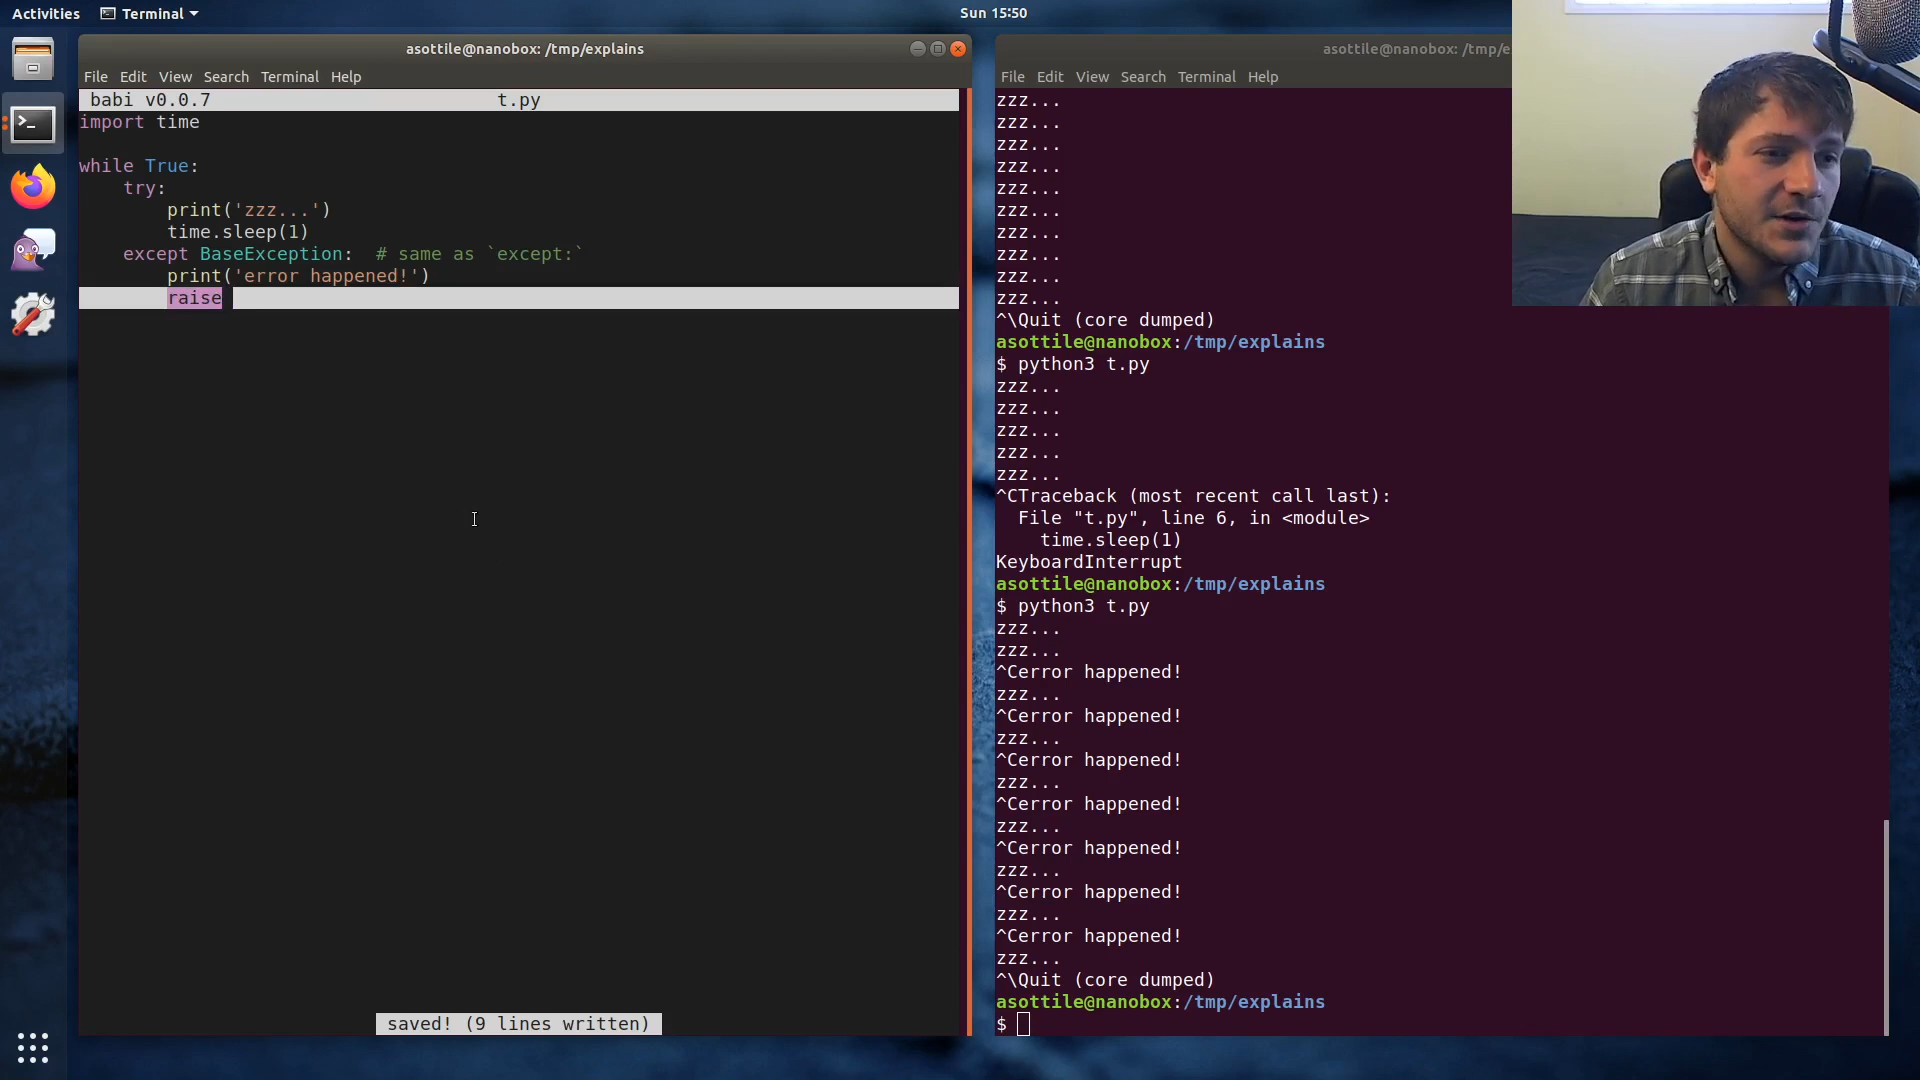 Activities Terminal Sun 15:50
asottile@nanobox: /tmp/explains
File Edit View Search Terminal Help
babi v0.0.7 t.py
import time
while True:
try:
print('zzz...')
time.sleep(1)
except BaseException: # same as `except:`
print('error happened!')
raise
saved! (9 lines written)
asottile@nanobox: /tmp/e
File Edit View Search Terminal Help
zzz...
zzz...
zzz...
zzz...
zzz...
zzz...
zzz...
zzz...
zzz...
zzz...
^\Quit (core dumped)
asottile@nanobox:/tmp/explains
$ python3 t.py
zzz...
zzz...
zzz...
zzz...
zzz...
^CTraceback (most recent call last):
File "t.py", line 6, in <module>
time.sleep(1)
KeyboardInterrupt
asottile@nanobox:/tmp/explains
$ python3 t.py
zzz...
zzz...
^Cerror happened!
zzz...
^Cerror happened!
zzz...
^Cerror happened!
zzz...
^Cerror happened!
zzz...
^Cerror happened!
zzz...
^Cerror happened!
zzz...
^Cerror happened!
zzz...
^\Quit (core dumped)
asottile@nanobox:/tmp/explains
$